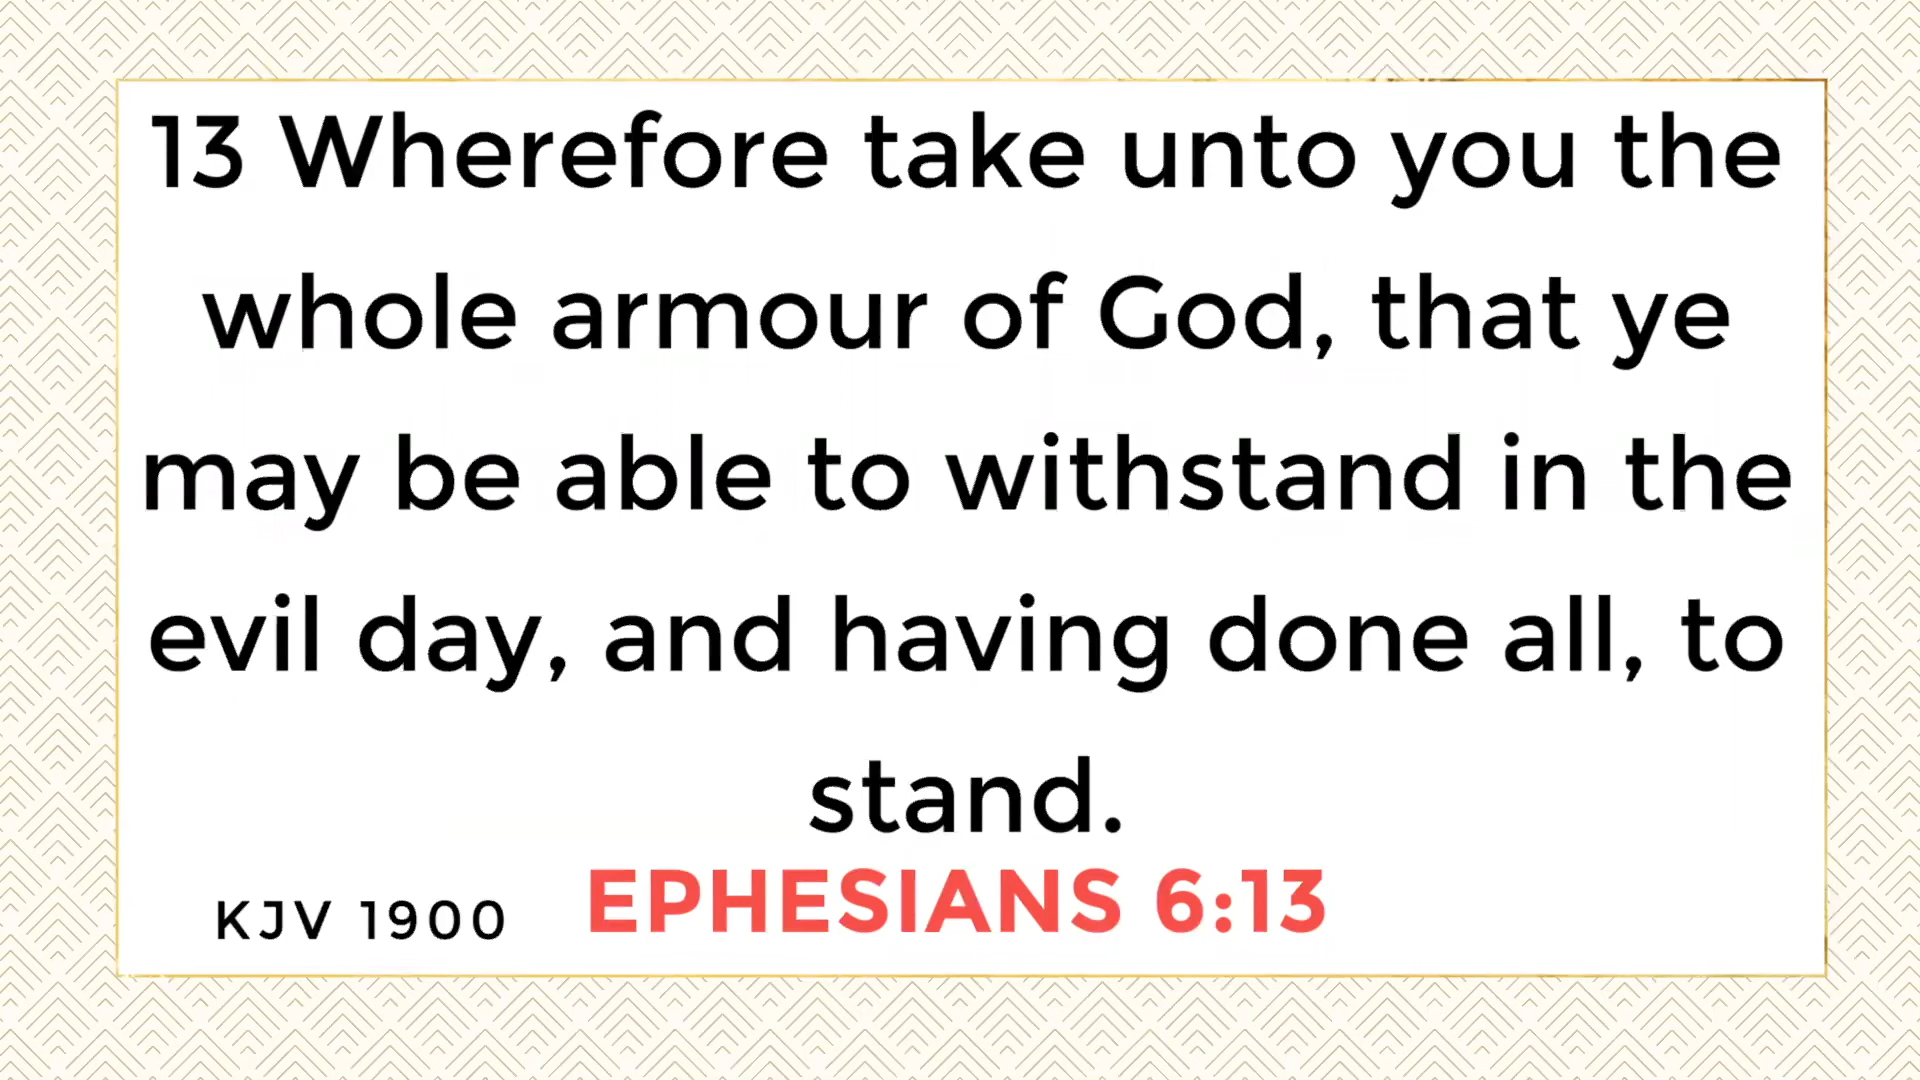 13 Wherefore take unto you the
whole armour of God, that ye
may be able to withstand in the
evil day, and having done all, to
stand.
KJV 1900
EPHESIANS 6:13